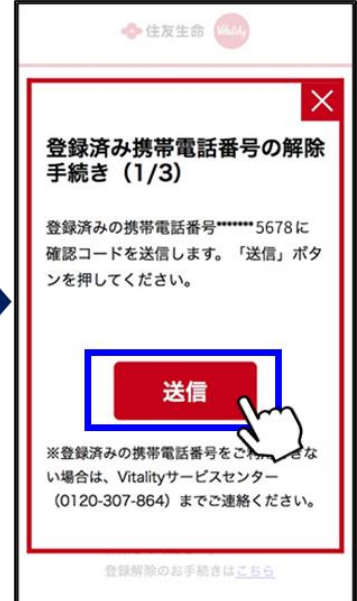 住友生命 Vitality
登録済み携帯電話番号の解除
手続き（1/3）
登録済みの携帯電話番号*******5678に
確認コードを送信します。「送信」ボタ
ンを押してください。
送信
※登録済みの携帯電話番号をご利用 きな
い場合は、Vitalityサービスセンター
（0120-307-864）までご連絡ください。
登録解除のお手続きはこちら